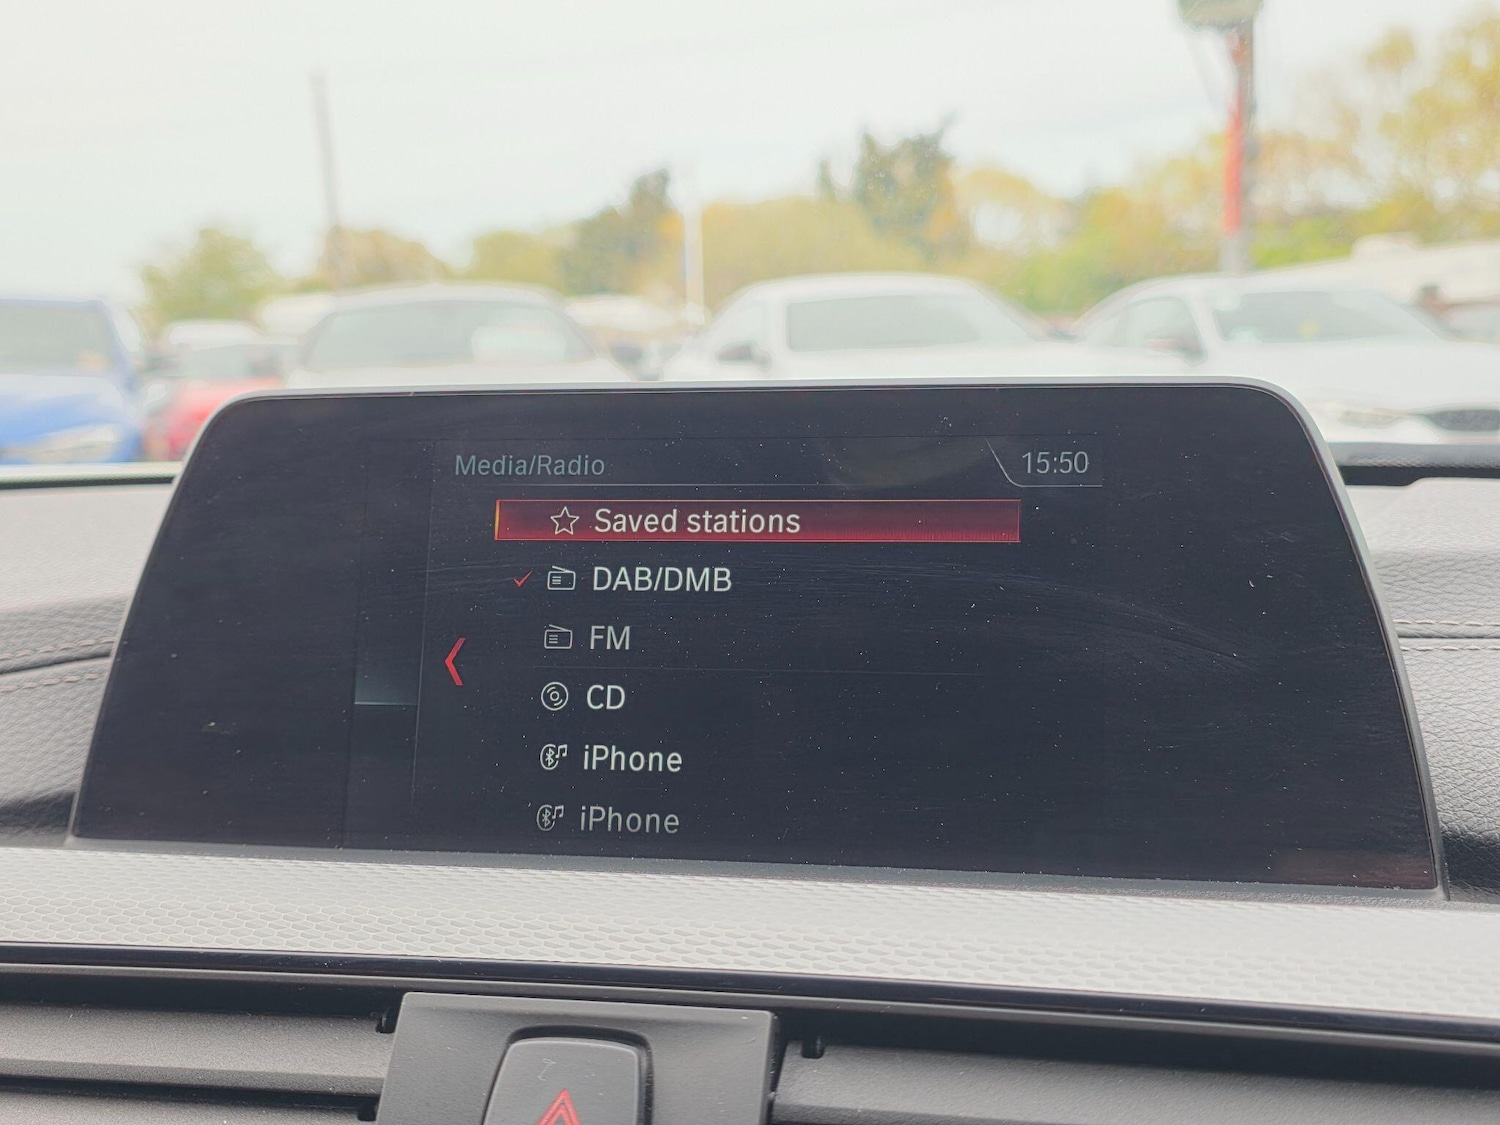 Media/Radio
15:50
Saved stations
DAB/DMB
FM
CD
iPhone
iPhone